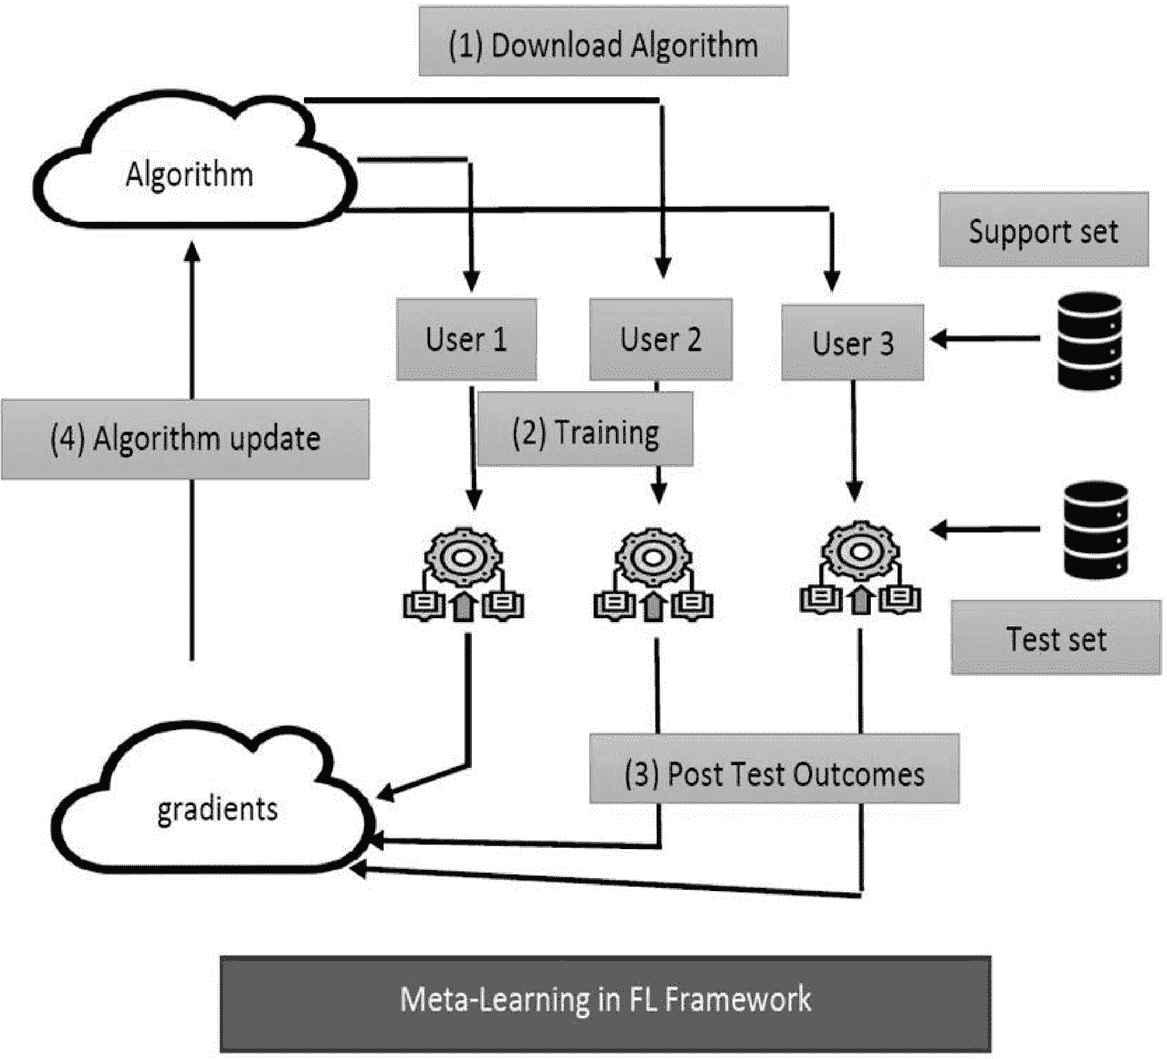 (1) Download Algorithm
Algorithm
Support set
User 1
User 2
User 3
(4) Algorithm update
(2) Training
Test set
(3) Post Test Outcomes
gradients
Meta-Learning in FL Framework